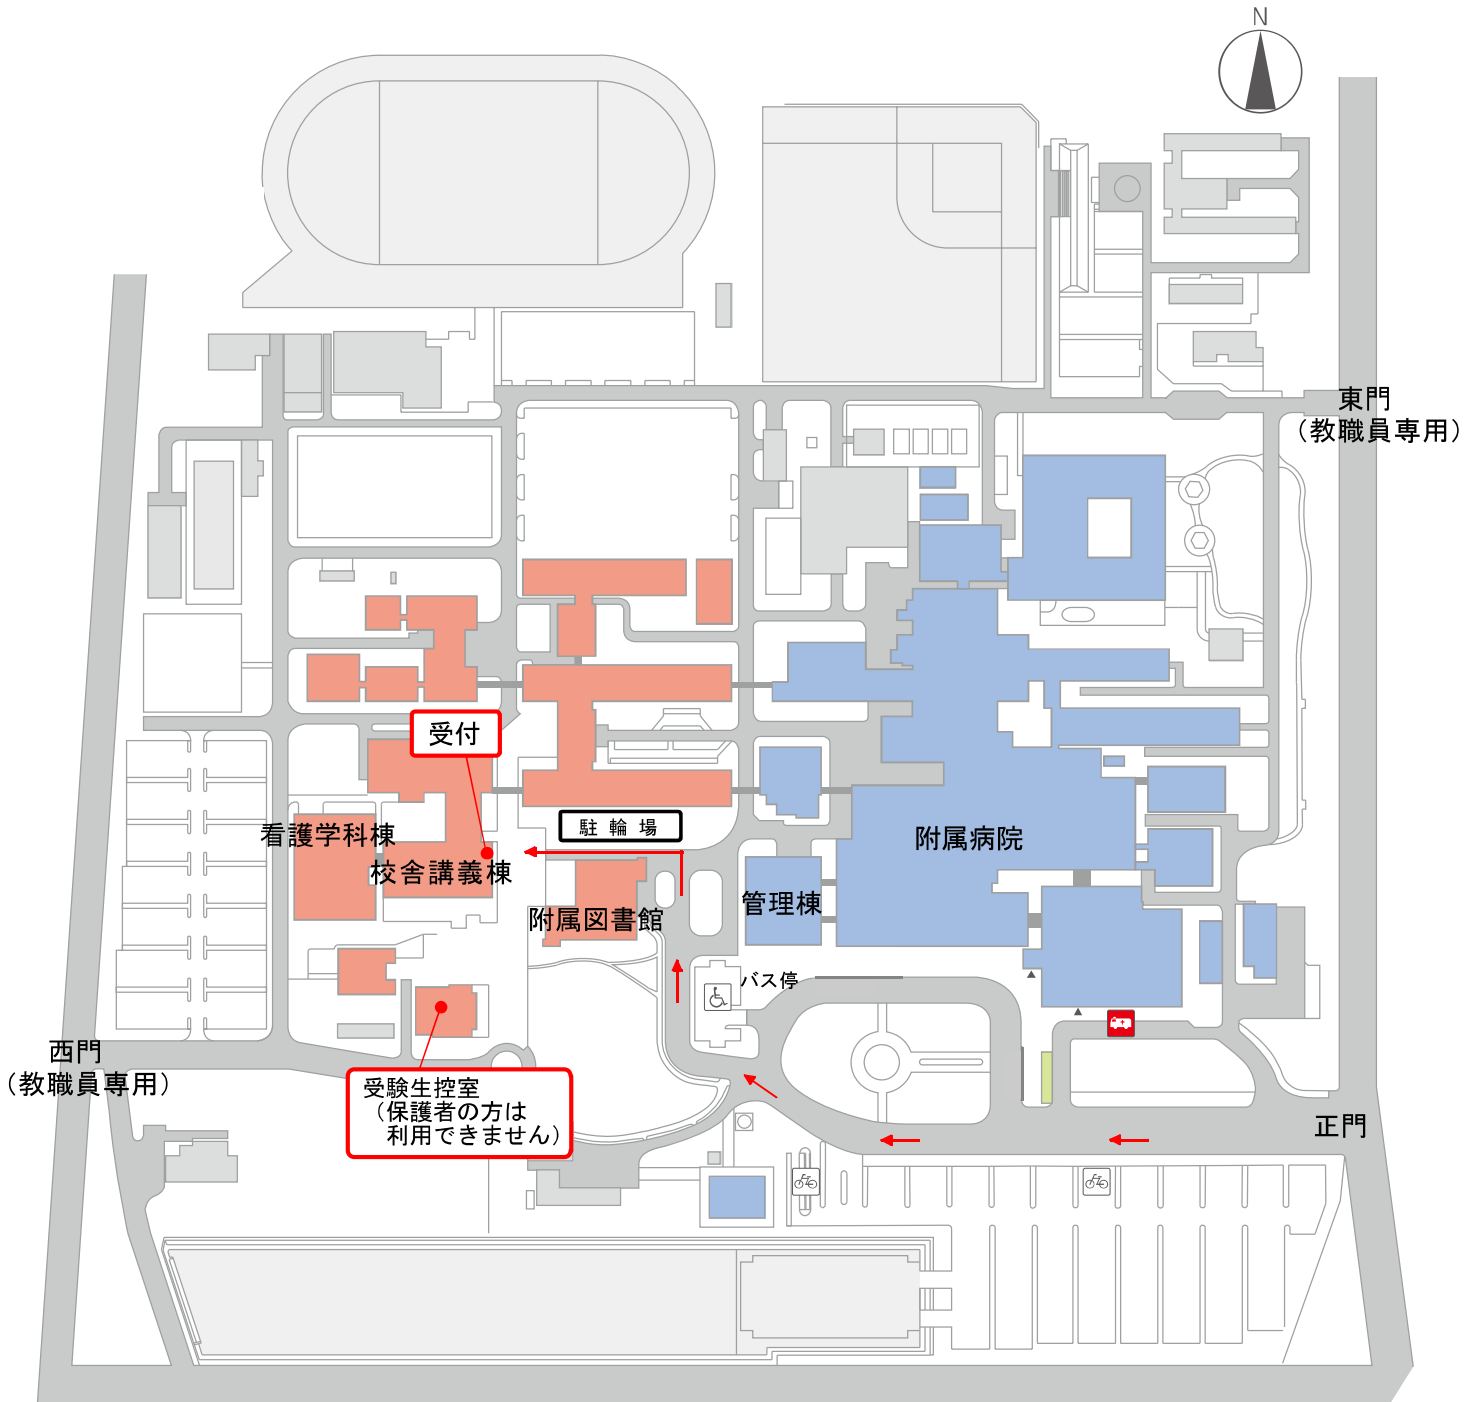 N
東門
（教職員専用）
受付
駐輪場
看護学科棟
校舎講義棟
附属病院
管理棟
附属図書館
バス停
西門
（教職員専用）
受験生控室
（保護者の方は
利用できません）
正門